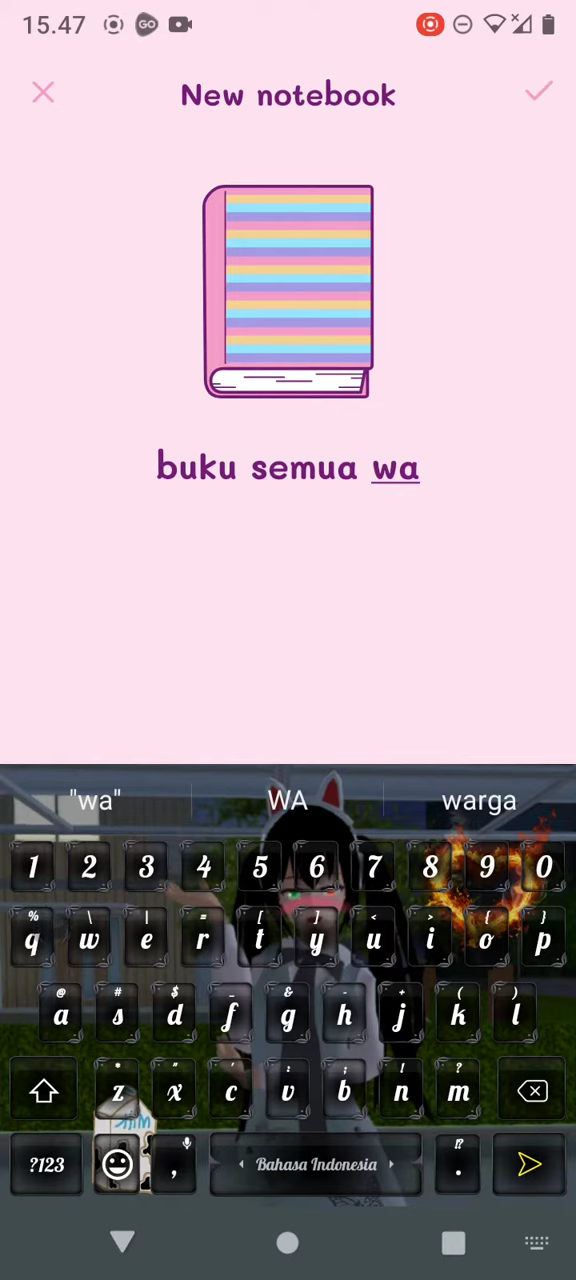 15.47 GO
New notebook
buku semua wa
"wa" WA warga
1 2 3 4 5 6 7 8 9 0
% \ | = [ ] < > { }
q w e r t y u i o p
@ # $ _ & - + ( )
a s d f g h j k l
* " ' : ; ! ?
z x c v b n m
?123 , Bahasa Indonesia !? .